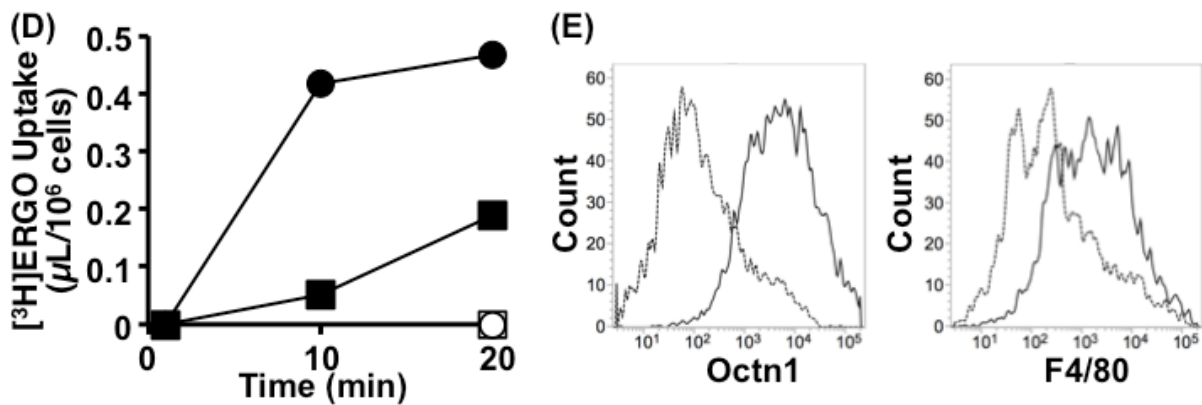 (D)
[³H]ERGO Uptake
(µL/10⁶ cells)
0.5
0.4
0.3
0.2
0.1
0
0 10 20
Time (min)
(E)
Count
60
50
40
30
20
10
0
10¹ 10² 10³ 10⁴ 10⁵
Octn1
Count
60
50
40
30
20
10
0
10¹ 10² 10³ 10⁴ 10⁵
F4/80